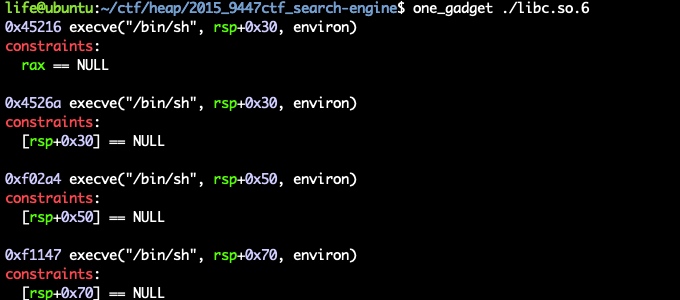 life@ubuntu:~/ctf/heap/2015_9447ctf_search-engine$ one_gadget ./libc.so.6
0x45216 execve("/bin/sh", rsp+0x30, environ)
constraints:
  rax == NULL

0x4526a execve("/bin/sh", rsp+0x30, environ)
constraints:
  [rsp+0x30] == NULL

0xf02a4 execve("/bin/sh", rsp+0x50, environ)
constraints:
  [rsp+0x50] == NULL

0xf1147 execve("/bin/sh", rsp+0x70, environ)
constraints:
  [rsp+0x70] == NULL